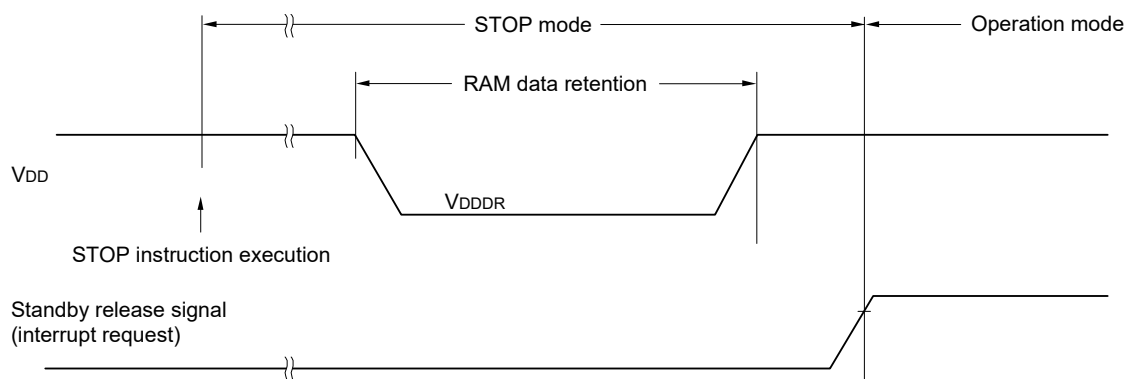 STOP mode
Operation mode
RAM data retention
VDD
VDDDR
STOP instruction execution
Standby release signal
(interrupt request)